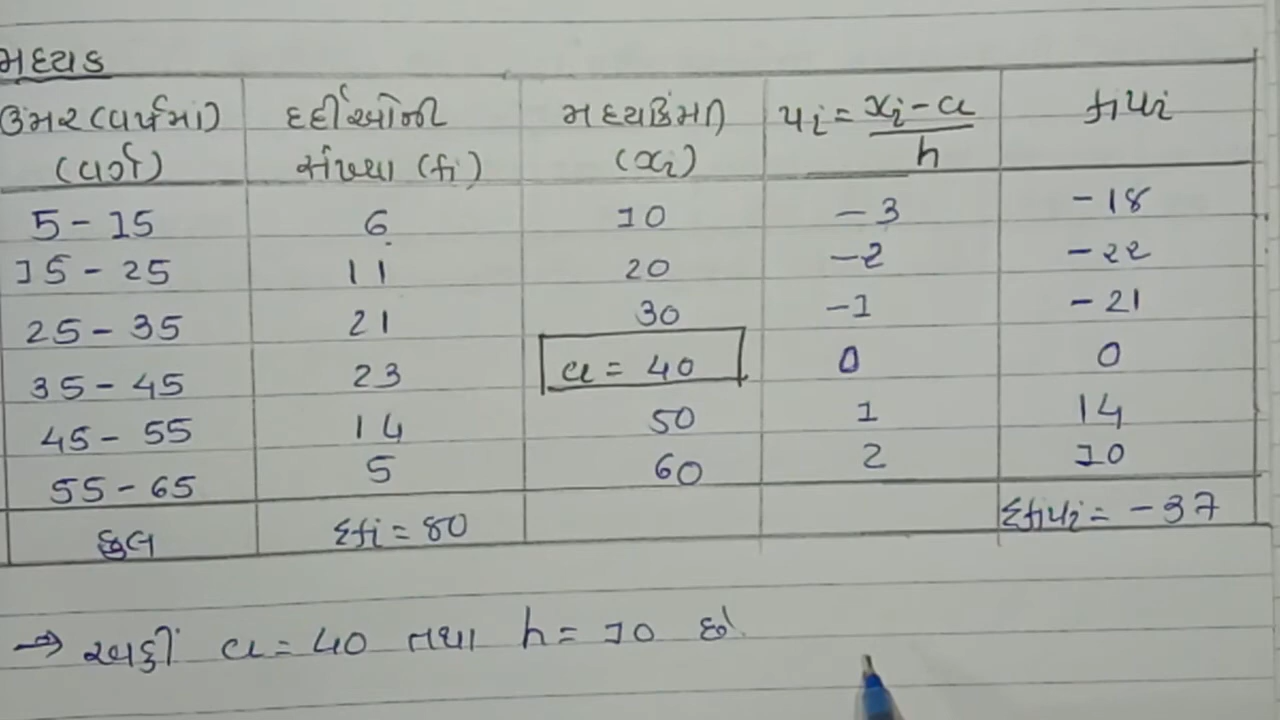 મધ્યક
ઉંમર (વર્ષમાં) દર્દીઓની મધ્યકિંમત ui = xi - a fiui
(વર્ગ) સંખ્યા (fi) (xi) h
5 - 15 6 10 - 3 - 18
15 - 25 11 20 - 2 - 22
25 - 35 21 30 - 1 - 21
35 - 45 23 a = 40 0 0
45 - 55 14 50 1 14
55 - 65 5 60 2 10
કુલ Σfi = 80 Σfiui = - 37
→ અહીં a = 40 તથા h = 10 છે.